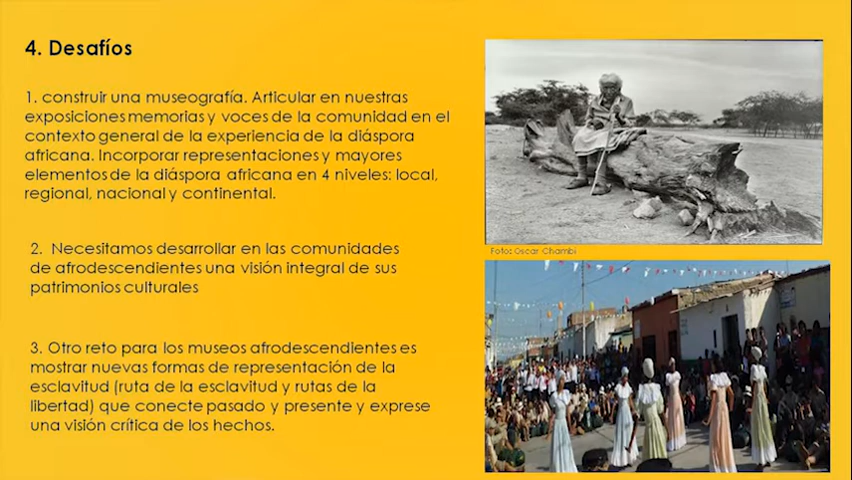 4. Desafíos
1. construir una museografía. Articular en nuestras
exposiciones memorias y voces de la comunidad en el
contexto general de la experiencia de la diáspora
africana. Incorporar representaciones y mayores
elementos de la diáspora africana en 4 niveles: local,
regional, nacional y continental.
2. Necesitamos desarrollar en las comunidades
de afrodescendientes una visión integral de sus
patrimonios culturales
3. Otro reto para los museos afrodescendientes es
mostrar nuevas formas de representación de la
esclavitud (ruta de la esclavitud y rutas de la
libertad) que conecte pasado y presente y exprese
una visión crítica de los hechos.
Foto: Oscar Chambi